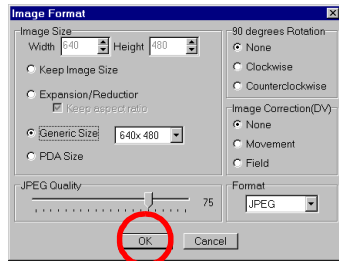 Image Format
Image Size
Width 640 Height 480
Keep Image Size
Expansion/Reductior
Keep aspect ratio
Generic Size 640x 480
PDA Size
90 degrees Rotation
None
Clockwise
Counterclockwise
Image Correction(DV)
None
Movement
Field
JPEG Quality
75
Format
JPEG
OK Cancel